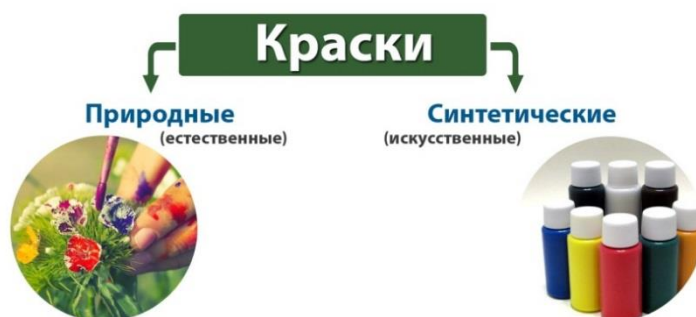 Краски
Природные
(естественные)
Синтетические
(искусственные)